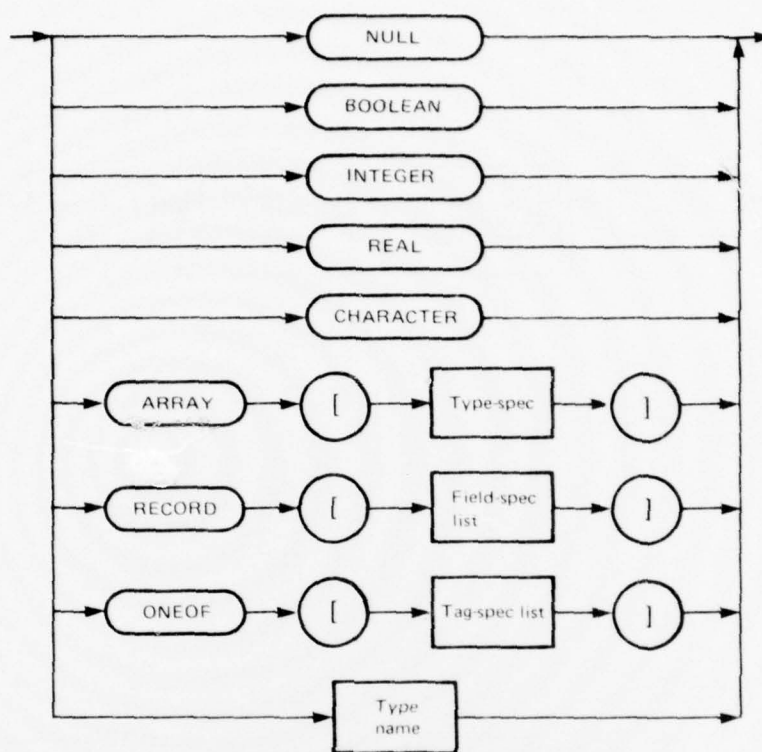 NULL
BOOLEAN
INTEGER
REAL
CHARACTER
ARRAY [ Type-spec ]
RECORD [ Field-spec list ]
ONEOF [ Tag-spec list ]
Type
name